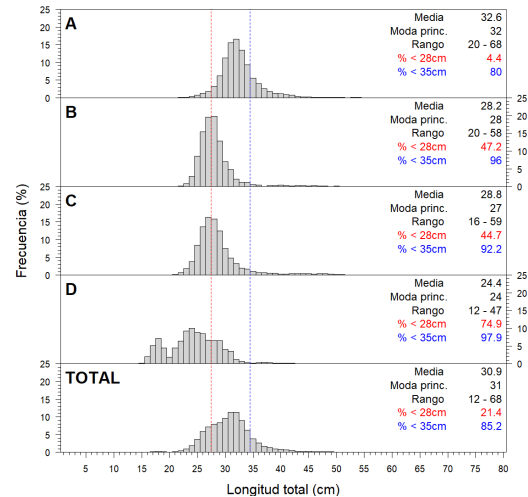 A
Media 32.6
Moda princ. 32
Rango 20 - 68
% < 28cm 4.4
% < 35cm 80
25
20
15
10
5
0
B
Media 28.2
Moda princ. 28
Rango 20 - 58
% < 28cm 47.2
% < 35cm 96
25
20
15
10
5
0
C
Media 28.8
Moda princ. 27
Rango 16 - 59
% < 28cm 44.7
% < 35cm 92.2
25
20
15
10
5
0
D
Media 24.4
Moda princ. 24
Rango 12 - 47
% < 28cm 74.9
% < 35cm 97.9
25
20
15
10
5
0
TOTAL
Media 30.9
Moda princ. 31
Rango 12 - 68
% < 28cm 21.4
% < 35cm 85.2
25
20
15
10
5
0
Frecuencia (%)
5 10 15 20 25 30 35 40 45 50 55 60 65 70 75 80
Longitud total (cm)